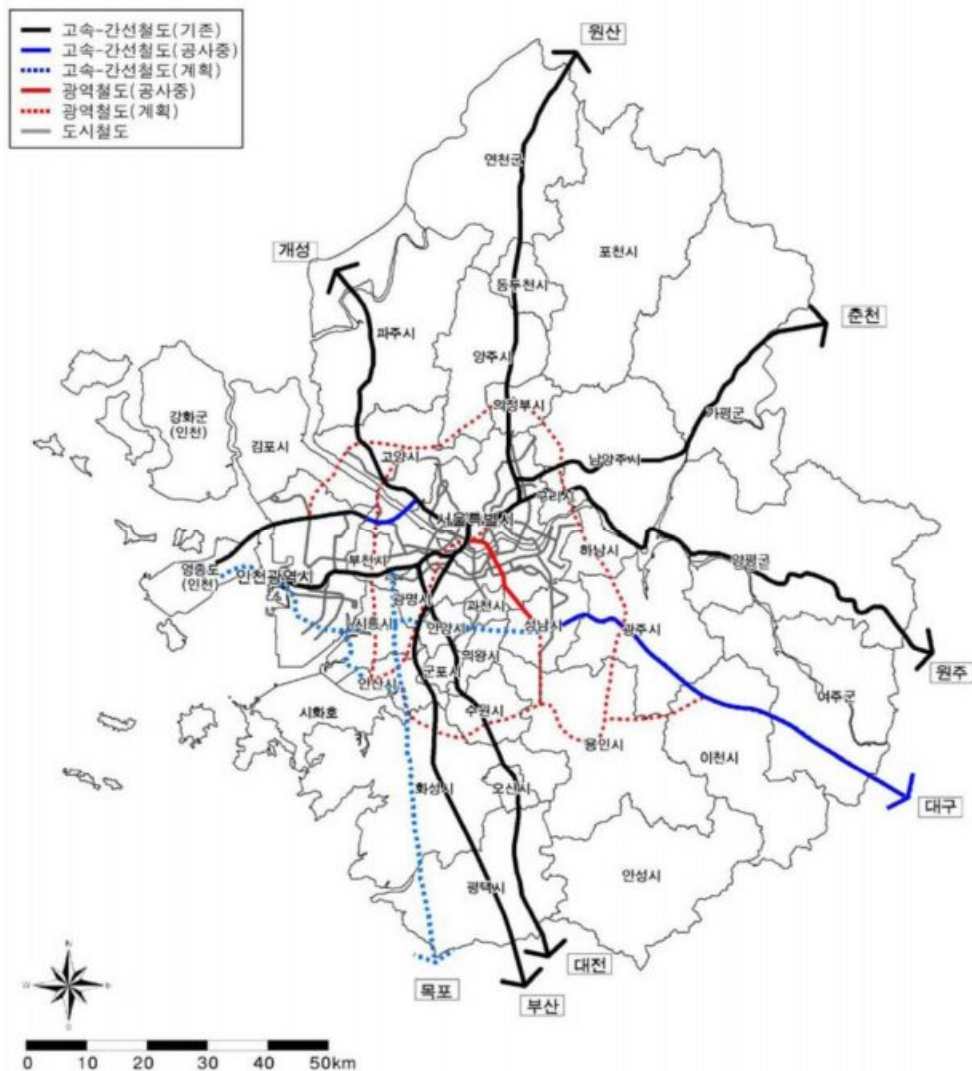 고속-간선철도(기존)
고속-간선철도(공사중)
고속-간선철도(계획)
광역철도(공사중)
광역철도(계획)
도시철도
원산
연천군
포천시
개성
동두천시
춘천
파주시
양주시
강화군
(인천)
의정부시
가평군
김포시
고양시
남양주시
구리시
서울특별시
하남시
양평군
부천시
영종도
(인천)
인천광역시
광명시
과천시
시흥시
안양시
성남시
광주시
의왕시
군포시
원주
안산시
여주군
시화호
수원시
용인시
이천시
화성시
오산시
대구
안성시
평택시
대전
목포
부산
N
W
E
S
0 10 20 30 40 50km